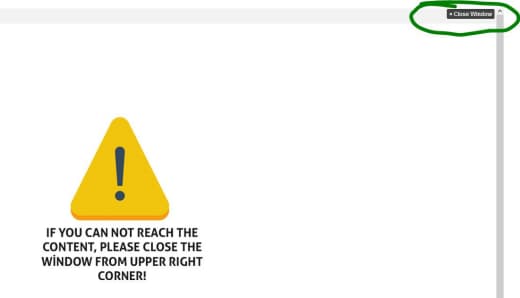 • Close Window
IF YOU CAN NOT REACH THE
CONTENT, PLEASE CLOSE THE
WİNDOW FROM UPPER RIGHT
CORNER!